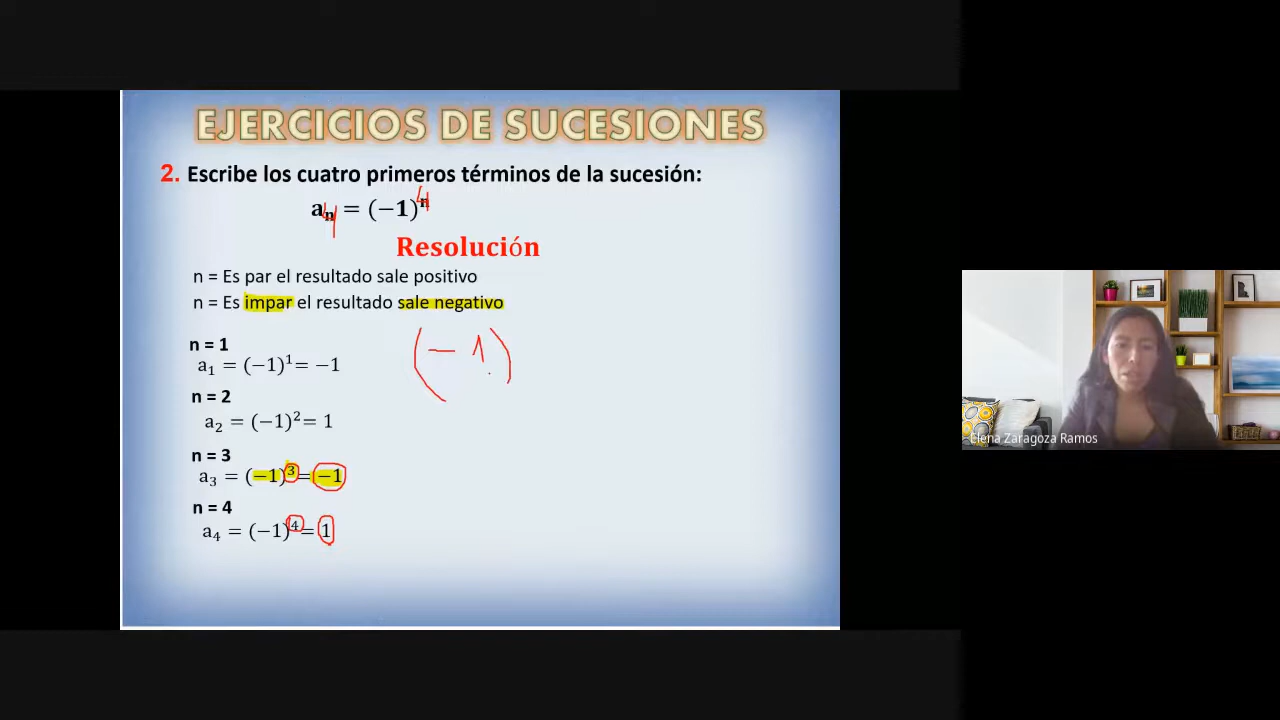 EJERCICIOS DE SUCESIONES
2. Escribe los cuatro primeros términos de la sucesión:
aₙ = (−1)ⁿ
4 4
Resolución
n = Es par el resultado sale positivo
n = Es impar el resultado sale negativo
(− 1)
n = 1
a₁ = (−1)¹= −1
n = 2
a₂ = (−1)²= 1
n = 3
a₃ = (−1)³= −1
n = 4
a₄ = (−1)⁴= 1
Elena Zaragoza Ramos